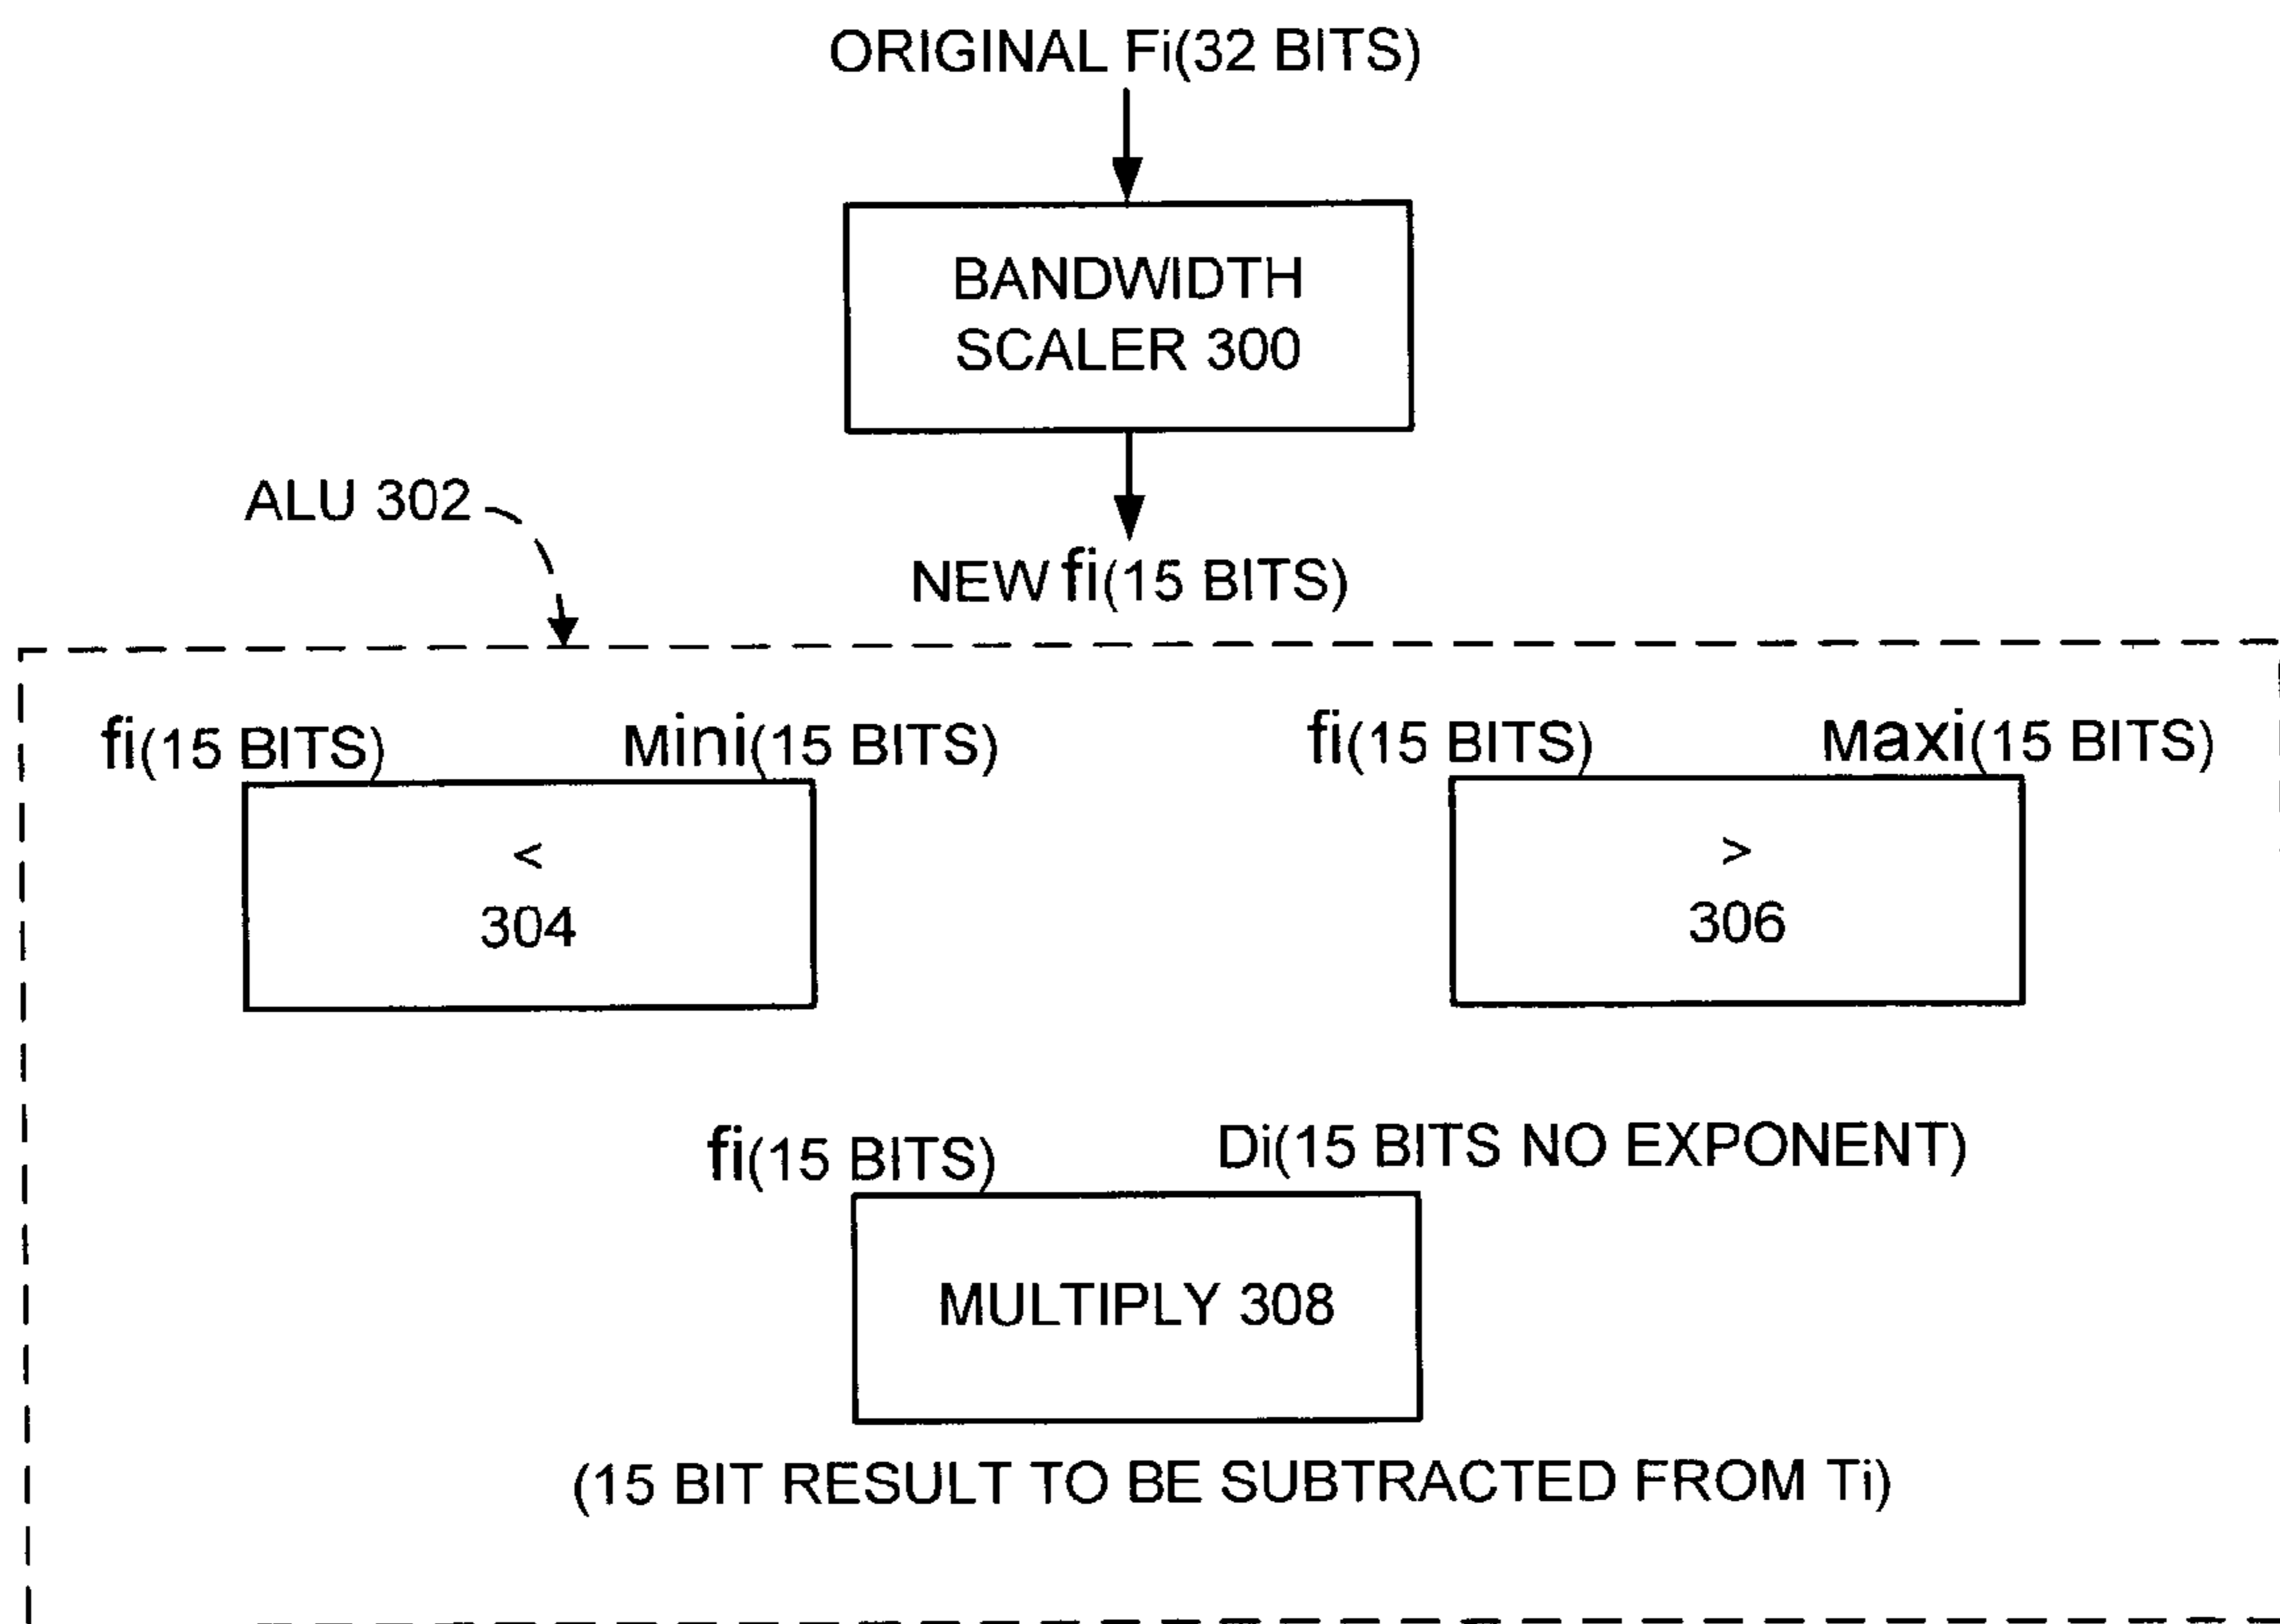 ORIGINAL Fi(32 BITS)
BANDWIDTH
SCALER 300
ALU 302
NEW fi(15 BITS)
fi(15 BITS) Mini(15 BITS)
fi(15 BITS) Maxi(15 BITS)
<
304
>
306
fi(15 BITS) Di(15 BITS NO EXPONENT)
MULTIPLY 308
(15 BIT RESULT TO BE SUBTRACTED FROM Ti)